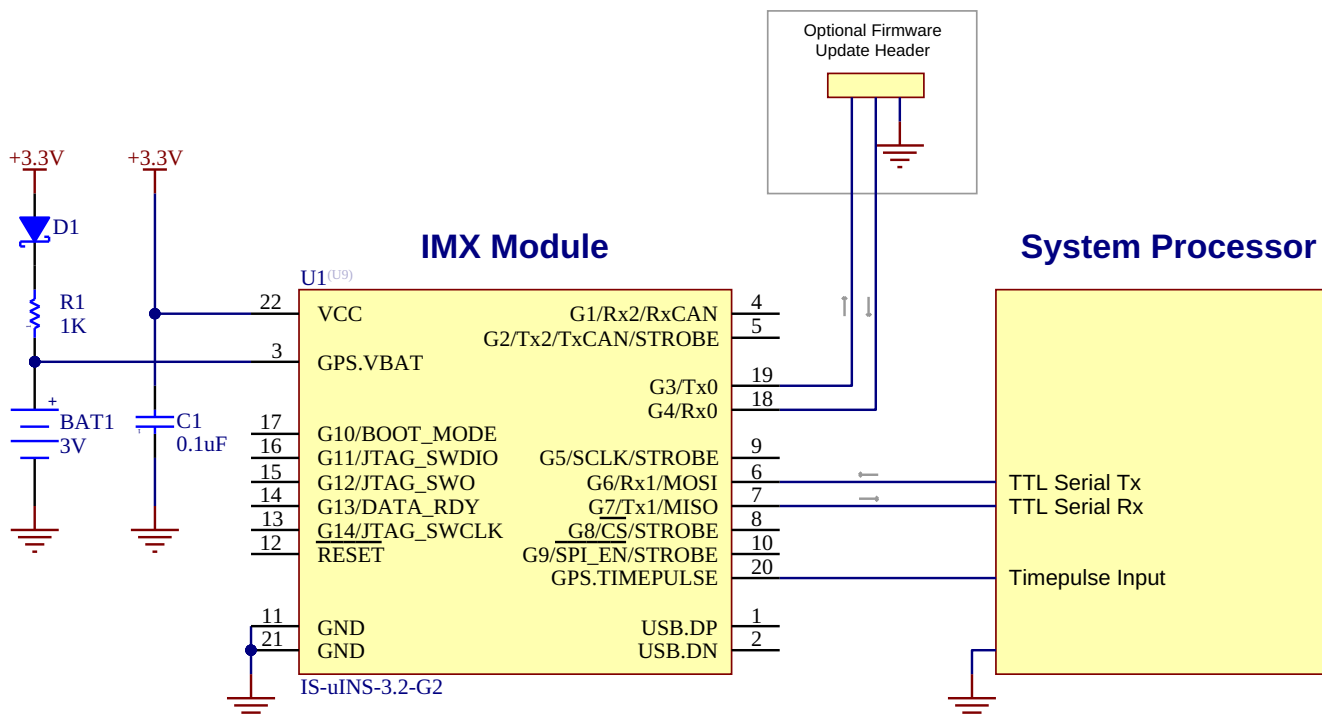 Optional Firmware
Update Header
+3.3V
+3.3V
D1
R1
1K
BAT1
3V
+
C1
0.1uF
IMX Module
System Processor
U1(U9)
22 VCC
3 GPS.VBAT
17 G10/BOOT_MODE
16 G11/JTAG_SWDIO
15 G12/JTAG_SWO
14 G13/DATA_RDY
13 G14/JTAG_SWCLK
12 RESET
11 GND
21 GND
G1/Rx2/RxCAN 4
G2/Tx2/TxCAN/STROBE 5
G3/Tx0 19
G4/Rx0 18
G5/SCLK/STROBE 9
G6/Rx1/MOSI 6
G7/Tx1/MISO 7
G8/CS/STROBE 8
G9/SPI_EN/STROBE 10
GPS.TIMEPULSE 20
USB.DP 1
USB.DN 2
IS-uINS-3.2-G2
TTL Serial Tx
TTL Serial Rx
Timepulse Input